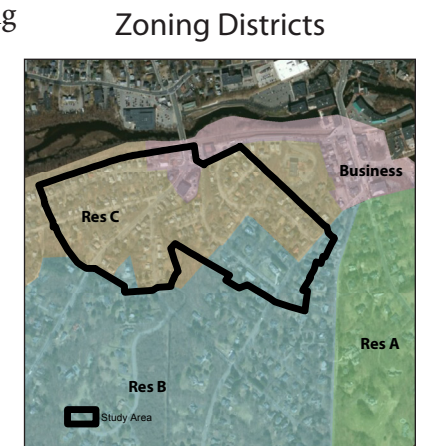 g
Zoning Districts
Business
Res C
Res A
Res B
Study Area